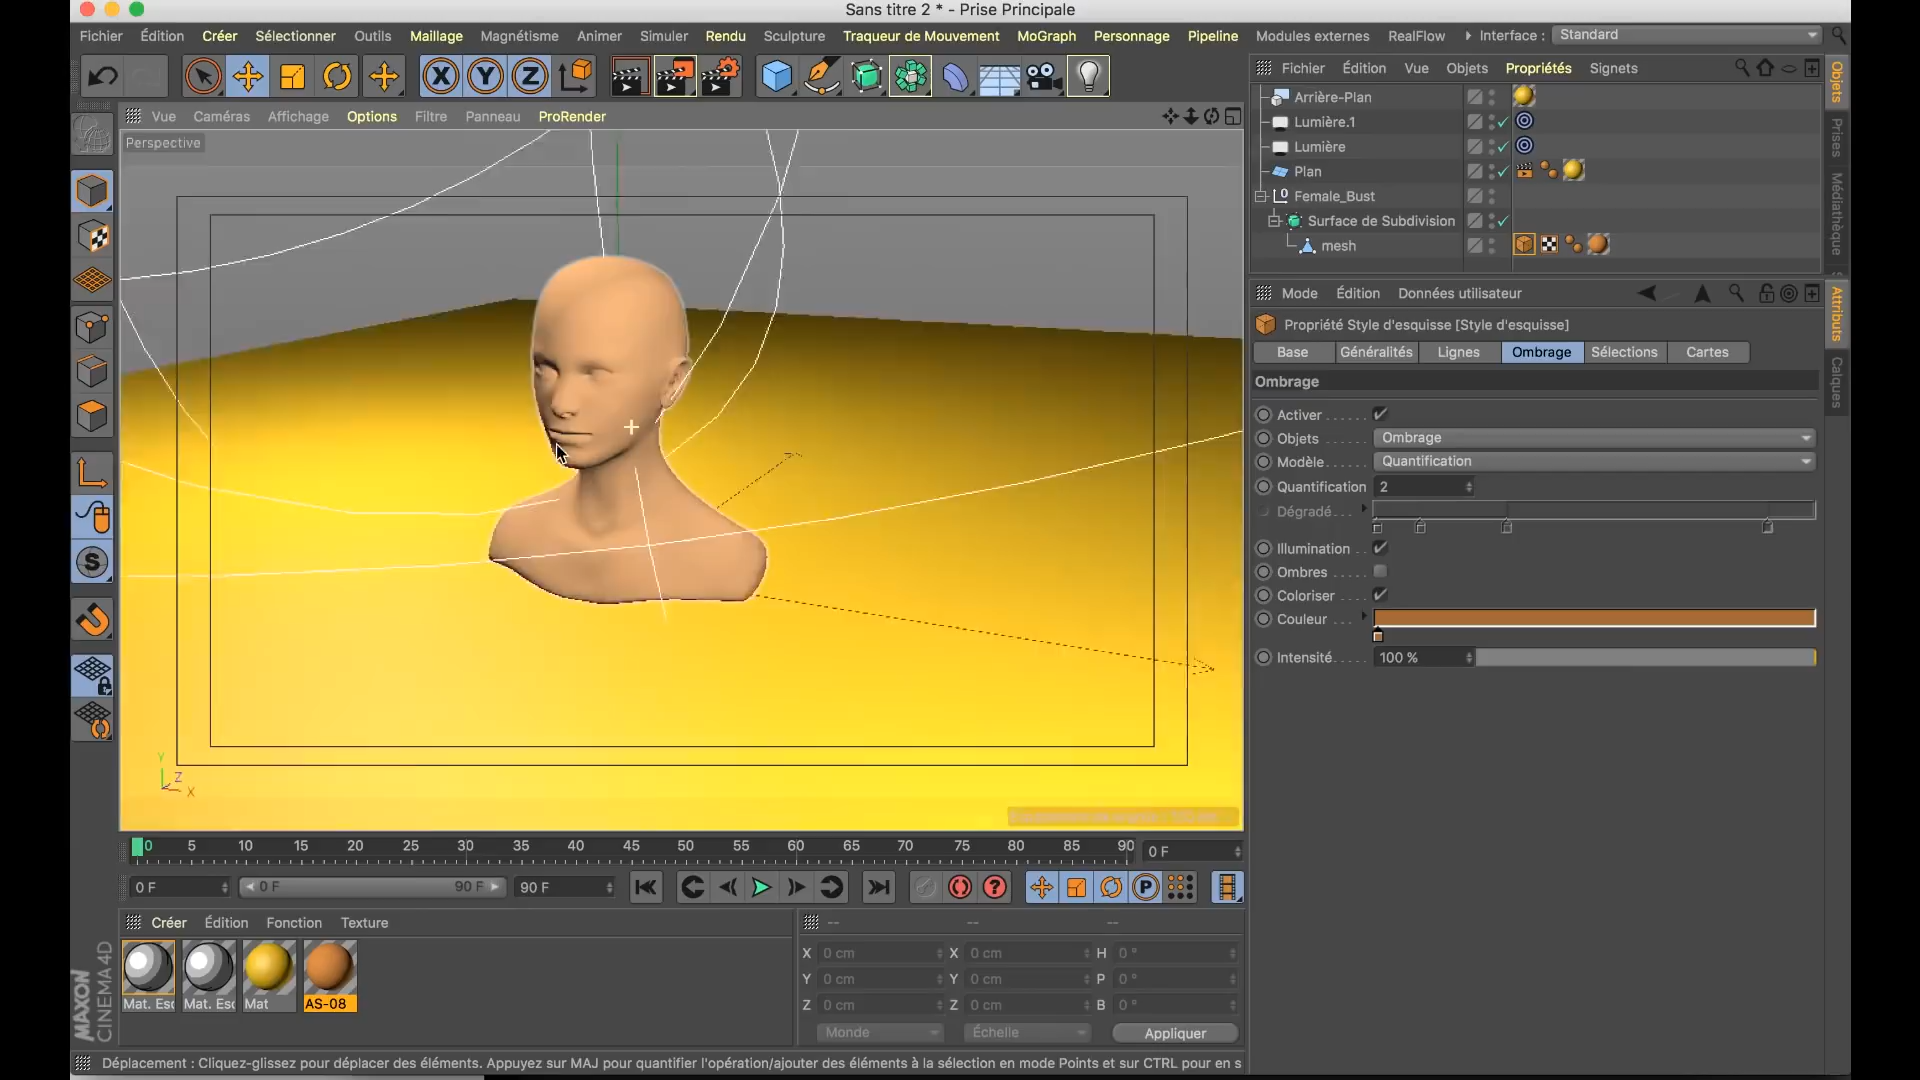 Sans titre 2 * - Prise Principale
Fichier Édition Créer Sélectionner Outils Maillage Magnétisme Animer Simuler Rendu Sculpture Traqueur de Mouvement MoGraph Personnage Pipeline Modules externes RealFlow Interface : Standard
X Y Z
Fichier Édition Vue Objets Propriétés Signets
Objets
Prises
Médiathèque
Vue Caméras Affichage Options Filtre Panneau ProRender
Perspective
Arrière-Plan
Lumière.1
Lumière
Plan
Female_Bust
Surface de Subdivision
mesh
Mode Édition Données utilisateur
Attributs
Calques
Propriété Style d'esquisse [Style d'esquisse]
Base Généralités Lignes Ombrage Sélections Cartes
Ombrage
Activer
Objets Ombrage
Modèle Quantification
Quantification 2
Dégradé
Illumination
Ombres
Coloriser
Couleur
Intensité 100 %
Y
Z
X
0 5 10 15 20 25 30 35 40 45 50 55 60 65 70 75 80 85 90 0 F
0 F 0 F 90 F 90 F
Créer Édition Fonction Texture
-- -- --
Mat. Esc Mat. Esc Mat AS-08
X 0 cm X 0 cm H 0 °
Y 0 cm Y 0 cm P 0 °
Z 0 cm Z 0 cm B 0 °
Monde Échelle Appliquer
MAXON
CINEMA 4D
Déplacement : Cliquez-glissez pour déplacer des éléments. Appuyez sur MAJ pour quantifier l'opération/ajouter des éléments à la sélection en mode Points et sur CTRL pour en s